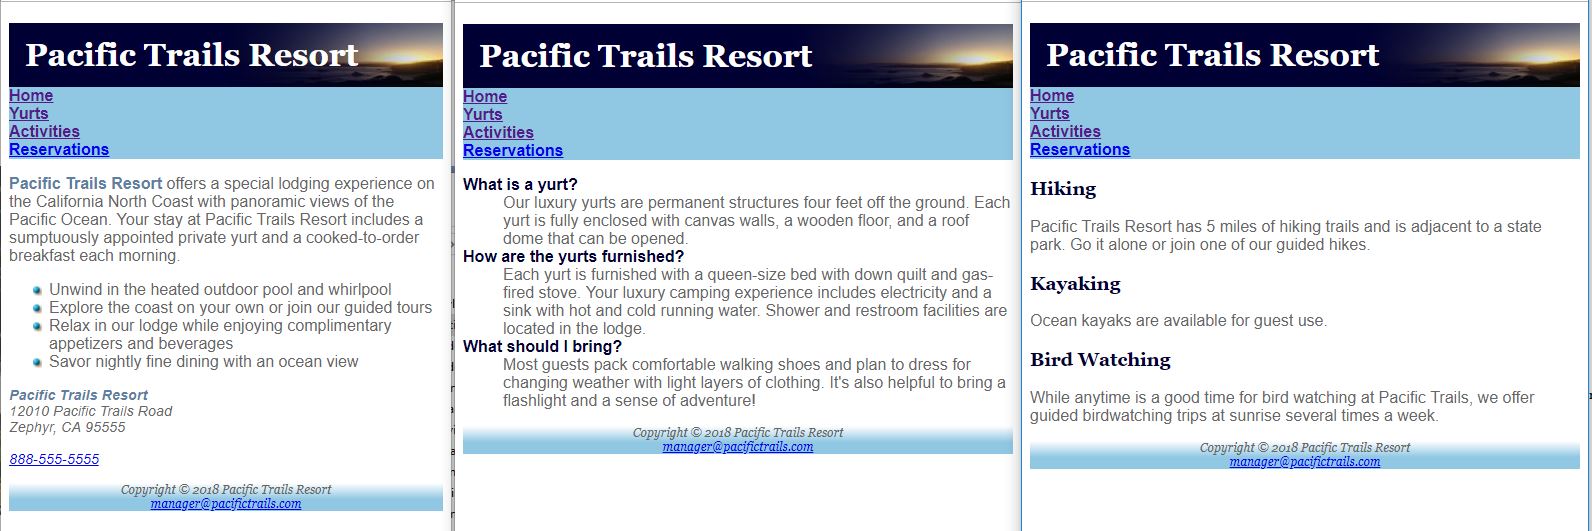 Pacific Trails Resort
Home
Yurts
Activities
Reservations
Pacific Trails Resort offers a special lodging experience on
the California North Coast with panoramic views of the
Pacific Ocean. Your stay at Pacific Trails Resort includes a
sumptuously appointed private yurt and a cooked-to-order
breakfast each morning.
Unwind in the heated outdoor pool and whirlpool
Explore the coast on your own or join our guided tours
Relax in our lodge while enjoying complimentary
appetizers and beverages
Savor nightly fine dining with an ocean view
Pacific Trails Resort
12010 Pacific Trails Road
Zephyr, CA 95555
888-555-5555
Copyright © 2018 Pacific Trails Resort
manager@pacifictrails.com
Pacific Trails Resort
Home
Yurts
Activities
Reservations
What is a yurt?
Our luxury yurts are permanent structures four feet off the ground. Each
yurt is fully enclosed with canvas walls, a wooden floor, and a roof
dome that can be opened.
How are the yurts furnished?
Each yurt is furnished with a queen-size bed with down quilt and gas-
fired stove. Your luxury camping experience includes electricity and a
sink with hot and cold running water. Shower and restroom facilities are
located in the lodge.
What should I bring?
Most guests pack comfortable walking shoes and plan to dress for
changing weather with light layers of clothing. It's also helpful to bring a
flashlight and a sense of adventure!
Copyright © 2018 Pacific Trails Resort
manager@pacifictrails.com
Pacific Trails Resort
Home
Yurts
Activities
Reservations
Hiking
Pacific Trails Resort has 5 miles of hiking trails and is adjacent to a state
park. Go it alone or join one of our guided hikes.
Kayaking
Ocean kayaks are available for guest use.
Bird Watching
While anytime is a good time for bird watching at Pacific Trails, we offer
guided birdwatching trips at sunrise several times a week.
Copyright © 2018 Pacific Trails Resort
manager@pacifictrails.com